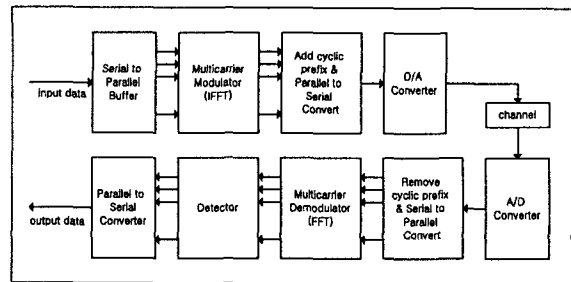 input data
Serial to
Parallel
Buffer
Multicarrier
Modulator
(IFFT)
Add cyclic
prefix &
Parallel to
Serial Convert
D/A
Converter
channel
output data
Parallel to
Serial
Converter
Detector
Multicarrier
Demodulator
(FFT)
Remove
cyclic prefix
& Serial to
Parallel
Convert
A/D
Converter